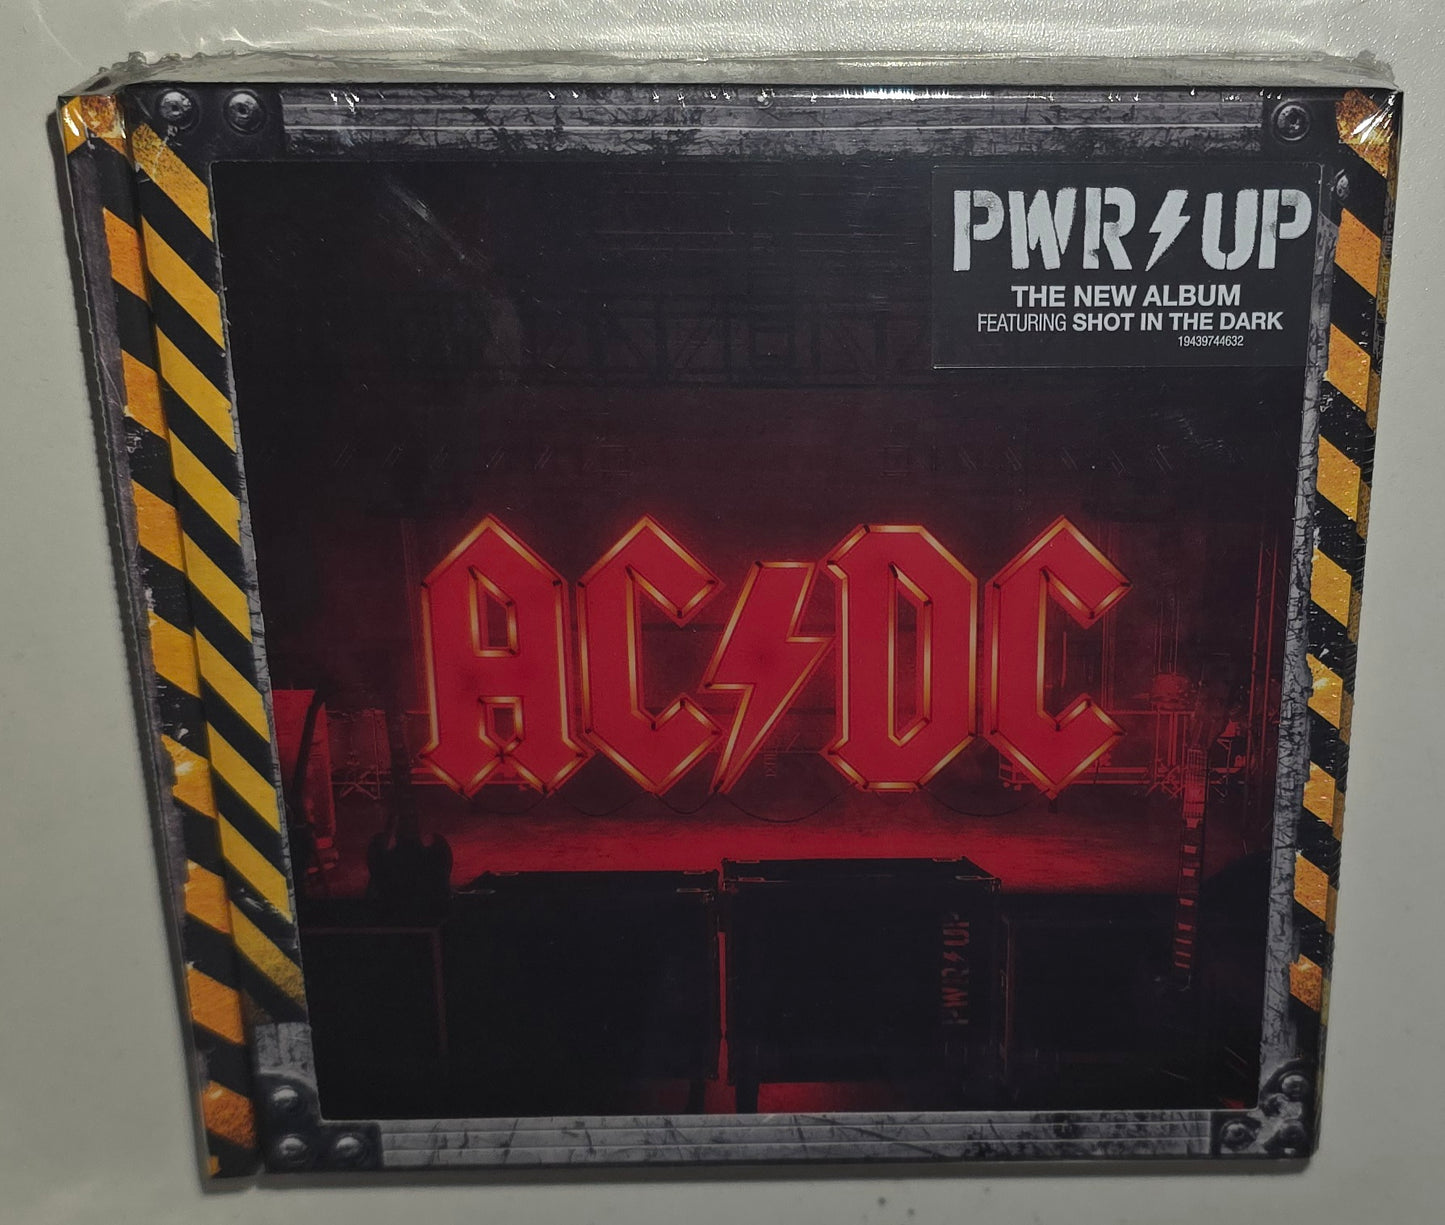 PWR⚡UP
THE NEW ALBUM
FEATURING SHOT IN THE DARK
19439744632
AC⚡DC
PWR⚡UP